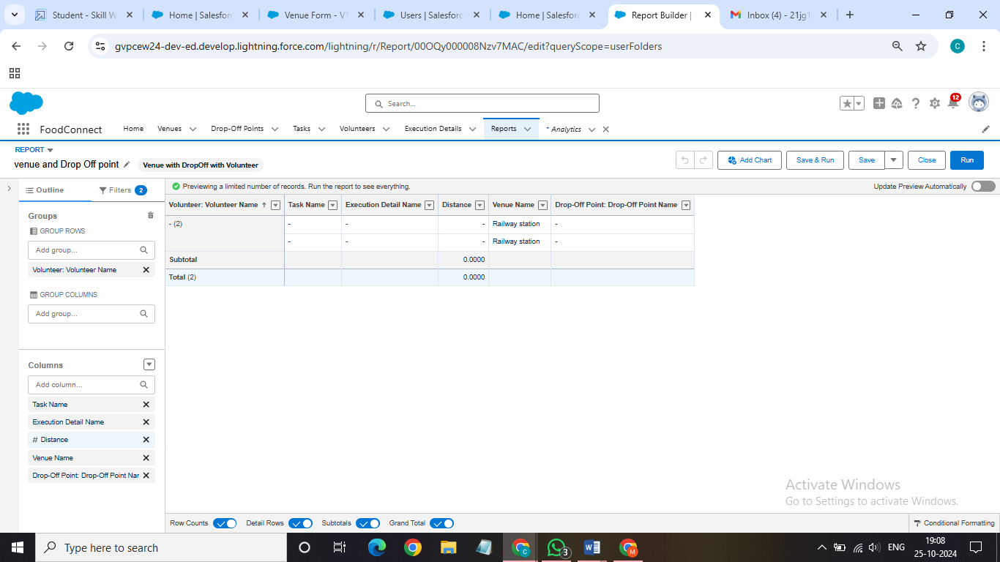 Student - Skill W
Home | Salesforc
Venue Form - V1
Users | Salesforc
Home | Salesforc
Report Builder |
Inbox (4) - 21jg1
gvpcew24-dev-ed.develop.lightning.force.com/lightning/r/Report/00OQy000008Nzv7MAC/edit?queryScope=userFolders
C
Search...
12
FoodConnect
Home
Venues
Drop-Off Points
Tasks
Volunteers
Execution Details
Reports
* Analytics
REPORT
venue and Drop Off point
Venue with DropOff with Volunteer
Add Chart
Save & Run
Save
Close
Run
Outline
Filters 2
Previewing a limited number of records. Run the report to see everything.
Update Preview Automatically
Groups
GROUP ROWS
Add group...
Volunteer: Volunteer Name
GROUP COLUMNS
Add group...
Columns
Add column...
Task Name
Execution Detail Name
# Distance
Venue Name
Drop-Off Point: Drop-Off Point Nar
Volunteer: Volunteer Name ↑ Task Name Execution Detail Name Distance Venue Name Drop-Off Point: Drop-Off Point Name
- (2) - - - Railway station -
- - - Railway station -
Subtotal 0.0000
Total (2) 0.0000
Activate Windows
Go to Settings to activate Windows.
Row Counts
Detail Rows
Subtotals
Grand Total
Conditional Formatting
Type here to search
C
3
W
M
ENG
19:08
25-10-2024